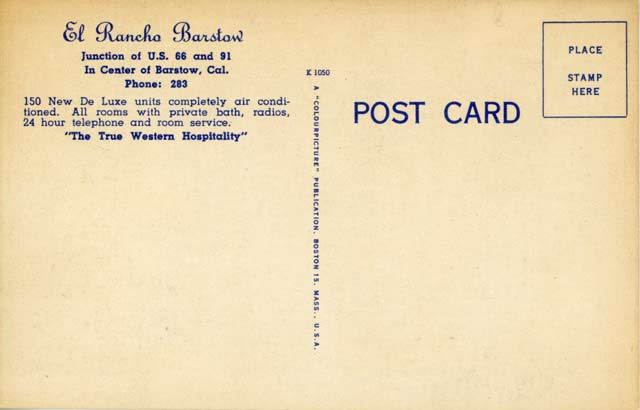 El Rancho Barstow
Junction of U.S. 66 and 91
In Center of Barstow, Cal.
Phone: 283
150 New De Luxe units completely air condi-
tioned. All rooms with private bath, radios,
24 hour telephone and room service.
"The True Western Hospitality"
K 1050
A "COLOURPICTURE" PUBLICATION, BOSTON 15, MASS., U.S.A.
POST CARD
PLACE
STAMP
HERE